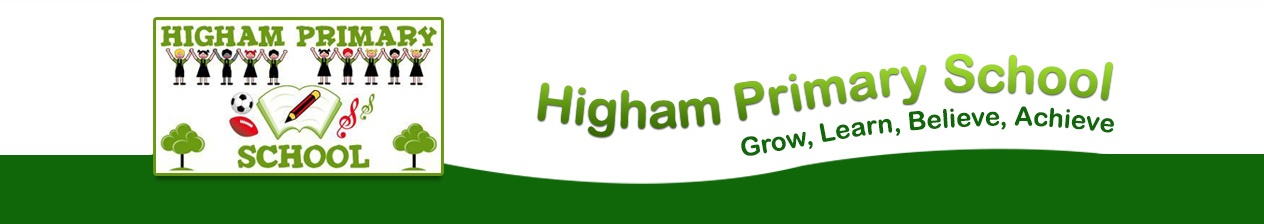 HIGHAM PRIMARY
SCHOOL
Higham Primary School
Grow, Learn, Believe, Achieve